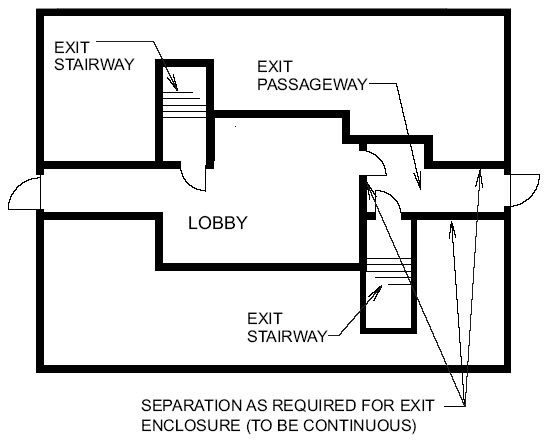 EXIT
STAIRWAY
EXIT
PASSAGEWAY
LOBBY
EXIT
STAIRWAY
SEPARATION AS REQUIRED FOR EXIT
ENCLOSURE (TO BE CONTINUOUS)